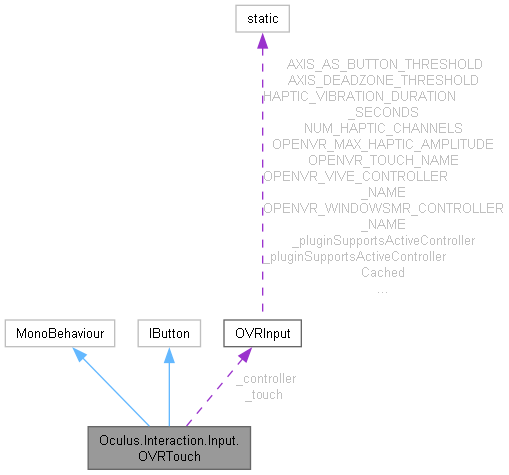 static
AXIS_AS_BUTTON_THRESHOLD
AXIS_DEADZONE_THRESHOLD
HAPTIC_VIBRATION_DURATION
_SECONDS
NUM_HAPTIC_CHANNELS
OPENVR_MAX_HAPTIC_AMPLITUDE
OPENVR_TOUCH_NAME
OPENVR_VIVE_CONTROLLER
_NAME
OPENVR_WINDOWSMR_CONTROLLER
_NAME
_pluginSupportsActiveController
_pluginSupportsActiveController
Cached
...
MonoBehaviour
IButton
OVRInput
_controller
_touch
Oculus.Interaction.Input.
OVRTouch